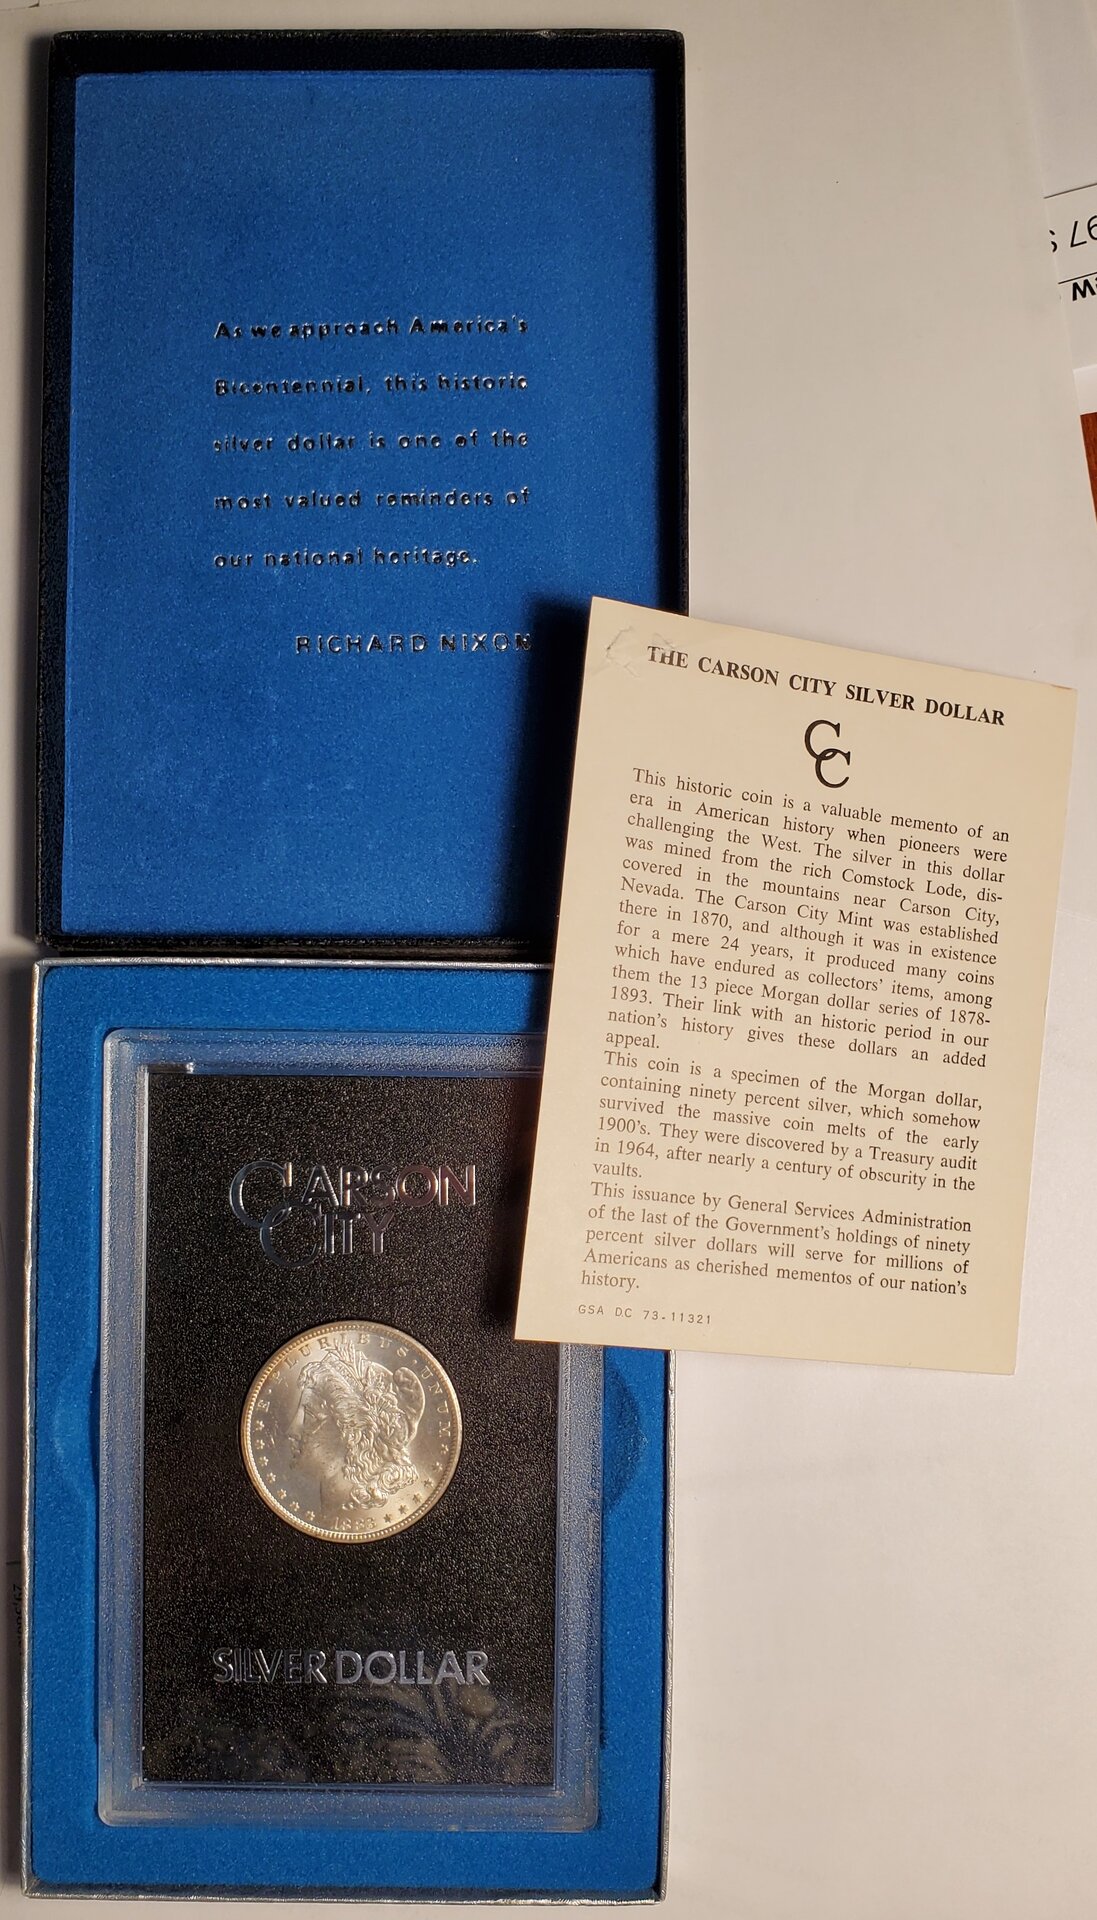 As we approach America's
Bicentennial, this historic
silver dollar is one of the
most valued reminders of
our national heritage.
RICHARD NIXON
THE CARSON CITY SILVER DOLLAR
CC
This historic coin is a valuable memento of an
era in American history when pioneers were
challenging the West. The silver in this dollar
was mined from the rich Comstock Lode, dis-
covered in the mountains near Carson City,
Nevada. The Carson City Mint was established
there in 1870, and although it was in existence
for a mere 24 years, it produced many coins
which have endured as collectors' items, among
them the 13 piece Morgan dollar series of 1878-
1893. Their link with an historic period in our
nation's history gives these dollars an added
appeal.
This coin is a specimen of the Morgan dollar,
containing ninety percent silver, which somehow
survived the massive coin melts of the early
1900's. They were discovered by a Treasury audit
in 1964, after nearly a century of obscurity in the
vaults.
This issuance by General Services Administration
of the last of the Government's holdings of ninety
percent silver dollars will serve for millions of
Americans as cherished mementos of our nation's
history.
GSA DC 73-11321
CARSON
CITY
E·PLURIBUS·UNUM
1883
SILVER DOLLAR
97